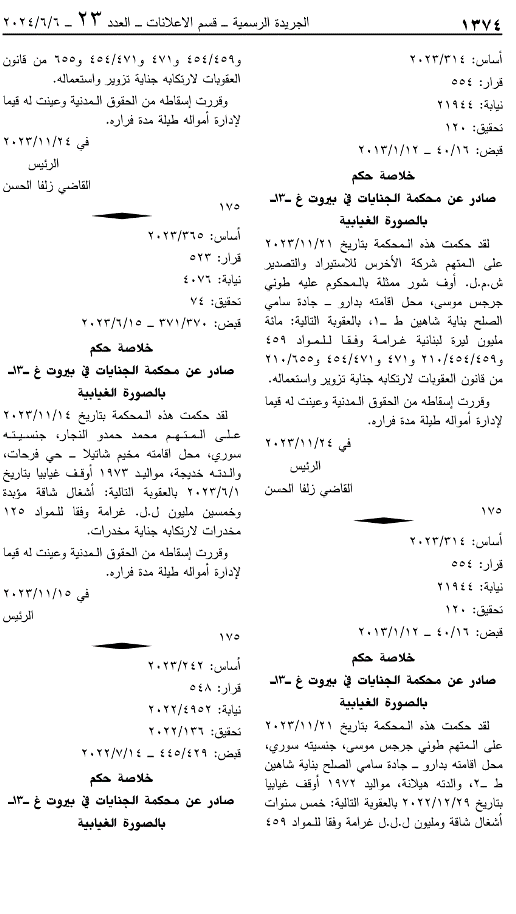 ١٣٧٤
الجريدة الرسمية – قسم الاعلانات – العدد ٢٣ – ٢٠٢٤/٦/٦
أساس: ٢٠٢٣/٣١٤
قرار: ٥٥٤
نيابة: ٢١٩٤٤
تحقيق: ١٢٠
قبض: ٤٠/١٦ – ٢٠١٣/١/١٢
خلاصة حكم
صادر عن محكمة الجنايات في بيروت غ –١٣–
بالصورة الغيابية
لقد حكمت هذه المحكمة بتاريخ ٢٠٢٣/١١/٢١
على المتهم شركة الأخرس للاستيراد والتصدير
ش.م.ل. أوف شور ممثلة بالمحكوم عليه طوني
جرجس موسى، محل اقامته بدارو – جادة سامي
الصلح بناية شاهين ط –١، بالعقوبة التالية: مائة
مليون ليرة لبنانية غرامة وفقا للمواد ٤٥٩
و٢١٠/٤٥٤/٤٥٩ و٤٧١ و٤٥٤/٤٧١ و٢١٠/٦٥٥
من قانون العقوبات لارتكابه جناية تزوير واستعماله.
وقررت إسقاطه من الحقوق المدنية وعينت له قيما
لإدارة أمواله طيلة مدة فراره.
في ٢٠٢٣/١١/٢٤
الرئيس
القاضي زلفا الحسن
١٧٥
أساس: ٢٠٢٣/٣١٤
قرار: ٥٥٤
نيابة: ٢١٩٤٤
تحقيق: ١٢٠
قبض: ٤٠/١٦ – ٢٠١٣/١/١٢
خلاصة حكم
صادر عن محكمة الجنايات في بيروت غ –١٣–
بالصورة الغيابية
لقد حكمت هذه المحكمة بتاريخ ٢٠٢٣/١١/٢١
على المتهم طوني جرجس موسى، جنسيته سوري،
محل اقامته بدارو – جادة سامي الصلح بناية شاهين
ط –٢، والدته هيلانة، مواليد ١٩٧٢ أوقف غيابيا
بتاريخ ٢٠٢٢/١٢/٢٩ بالعقوبة التالية: خمس سنوات
أشغال شاقة ومليون ل.ل. غرامة وفقا للمواد ٤٥٩
و٤٥٤/٤٥٩ و٤٧١ و٤٥٤/٤٧١ و٦٥٥ من قانون
العقوبات لارتكابه جناية تزوير واستعماله.
وقررت إسقاطه من الحقوق المدنية وعينت له قيما
لإدارة أمواله طيلة مدة فراره.
في ٢٠٢٣/١١/٢٤
الرئيس
القاضي زلفا الحسن
١٧٥
أساس: ٢٠٢٣/٣٦٥
قرار: ٥٢٣
نيابة: ٤٠٧٦
تحقيق: ٧٤
قبض: ٣٧١/٣٧٠ – ٢٠٢٣/٦/١٥
خلاصة حكم
صادر عن محكمة الجنايات في بيروت غ –١٣–
بالصورة الغيابية
لقد حكمت هذه المحكمة بتاريخ ٢٠٢٣/١١/١٤
على المتهم محمد حمدو النجار، جنسيته
سوري، محل اقامته مخيم شاتيلا – حي فرحات،
والدته خديجة، مواليد ١٩٧٣ أوقف غيابيا بتاريخ
٢٠٢٣/٦/١ بالعقوبة التالية: أشغال شاقة مؤبدة
وخمسين مليون ل.ل. غرامة وفقا للمواد ١٢٥
مخدرات لارتكابه جناية مخدرات.
وقررت إسقاطه من الحقوق المدنية وعينت له قيما
لإدارة أمواله طيلة مدة فراره.
في ٢٠٢٣/١١/١٥
الرئيس
١٧٥
أساس: ٢٠٢٣/٢٤٢
قرار: ٥٤٨
نيابة: ٢٠٢٢/٤٩٥٢
تحقيق: ٢٠٢٢/١٣٦
قبض: ٤٤٥/٤٢٩ – ٢٠٢٢/٧/١٤
خلاصة حكم
صادر عن محكمة الجنايات في بيروت غ –١٣–
بالصورة الغيابية